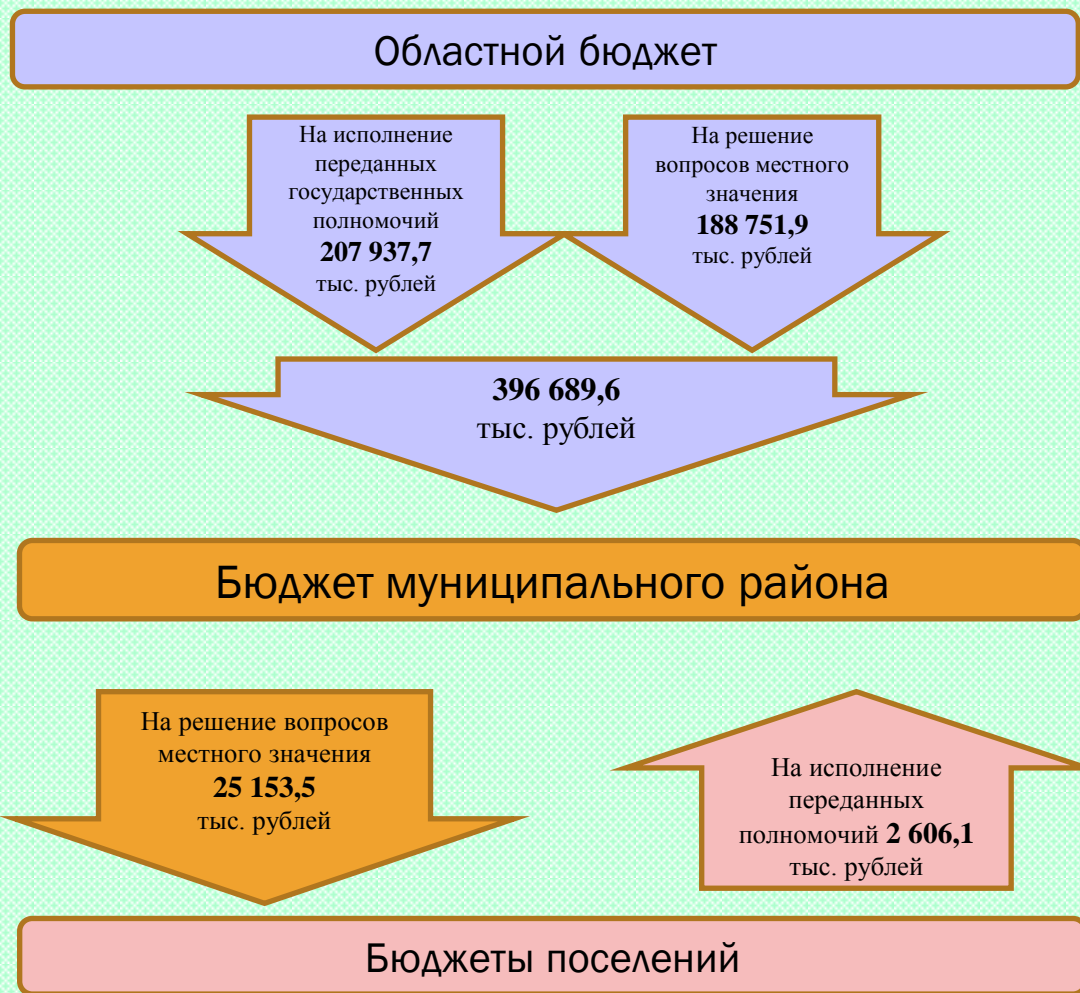 Областной бюджет
На исполнение
переданных
государственных
полномочий
207 937,7
тыс. рублей
На решение
вопросов местного
значения
188 751,9
тыс. рублей
396 689,6
тыс. рублей
Бюджет муниципального района
На решение вопросов
местного значения
25 153,5
тыс. рублей
На исполнение
переданных
полномочий 2 606,1
тыс. рублей
Бюджеты поселений